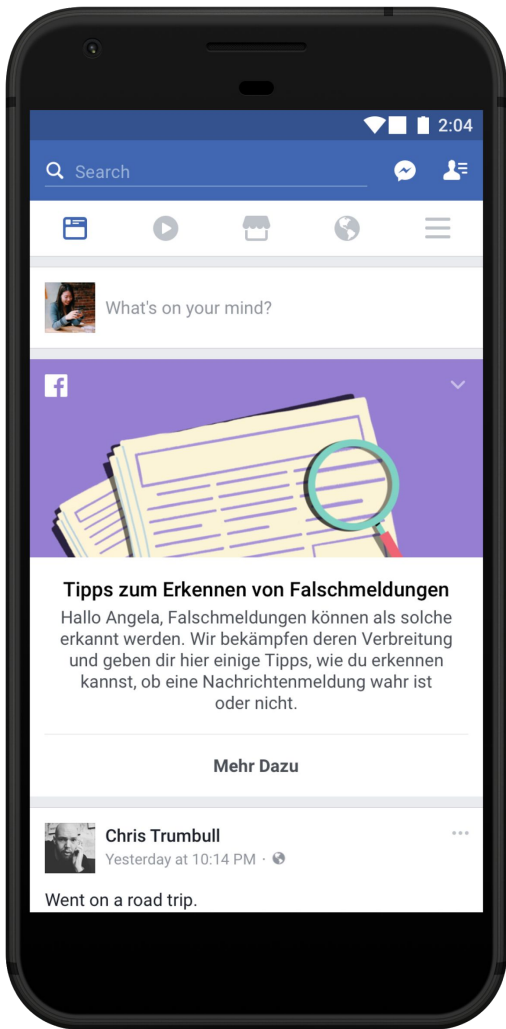 2:04
Search
What's on your mind?
Tipps zum Erkennen von Falschmeldungen
Hallo Angela, Falschmeldungen können als solche
erkannt werden. Wir bekämpfen deren Verbreitung
und geben dir hier einige Tipps, wie du erkennen
kannst, ob eine Nachrichtenmeldung wahr ist
oder nicht.
Mehr Dazu
Chris Trumbull
Yesterday at 10:14 PM ·
Went on a road trip.